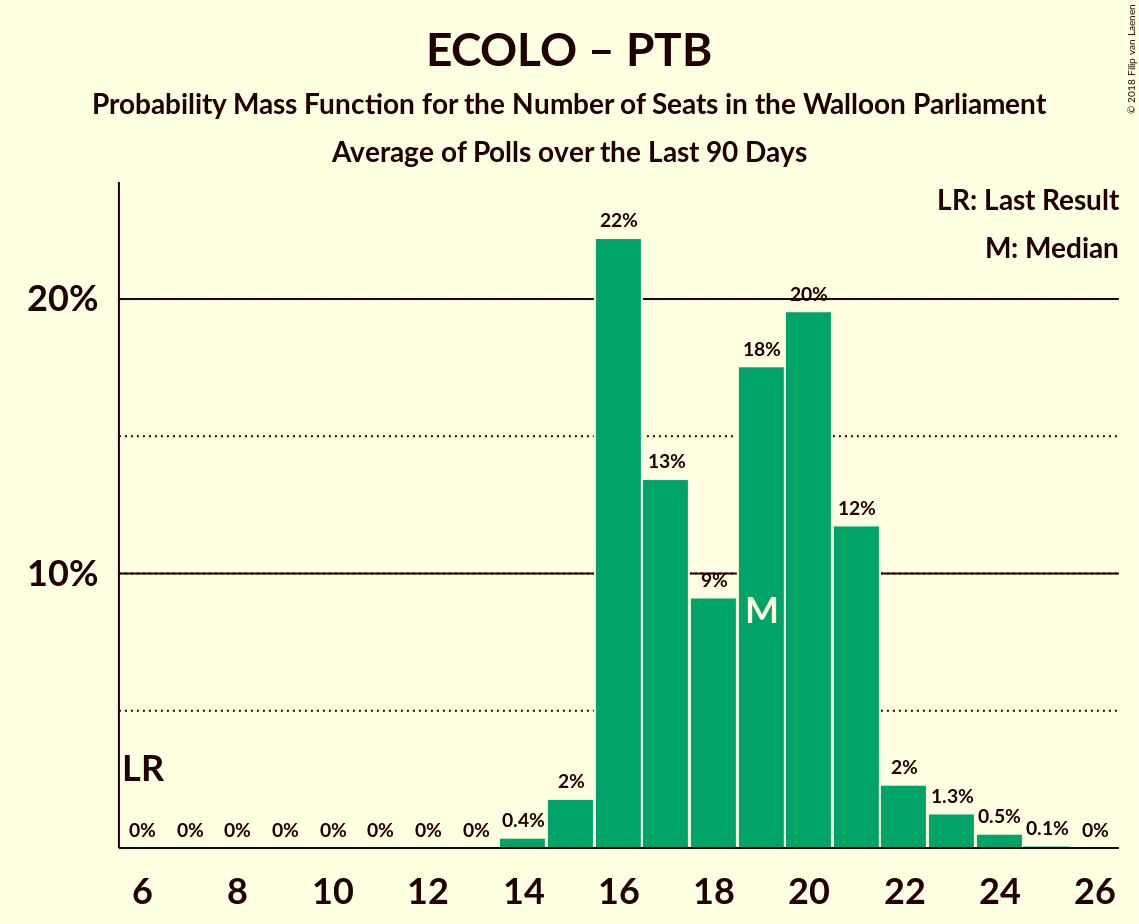 ECOLO – PTB
Probability Mass Function for the Number of Seats in the Walloon Parliament
Average of Polls over the Last 90 Days
© 2018 Filip van Laenen
LR: Last Result
M: Median
22%
20%
20%
18%
13%
12%
10%
9%
M
LR
2%
2%
1.3%
0% 0% 0% 0% 0% 0% 0% 0% 0.4% 0.5% 0.1% 0%
6 8 10 12 14 16 18 20 22 24 26